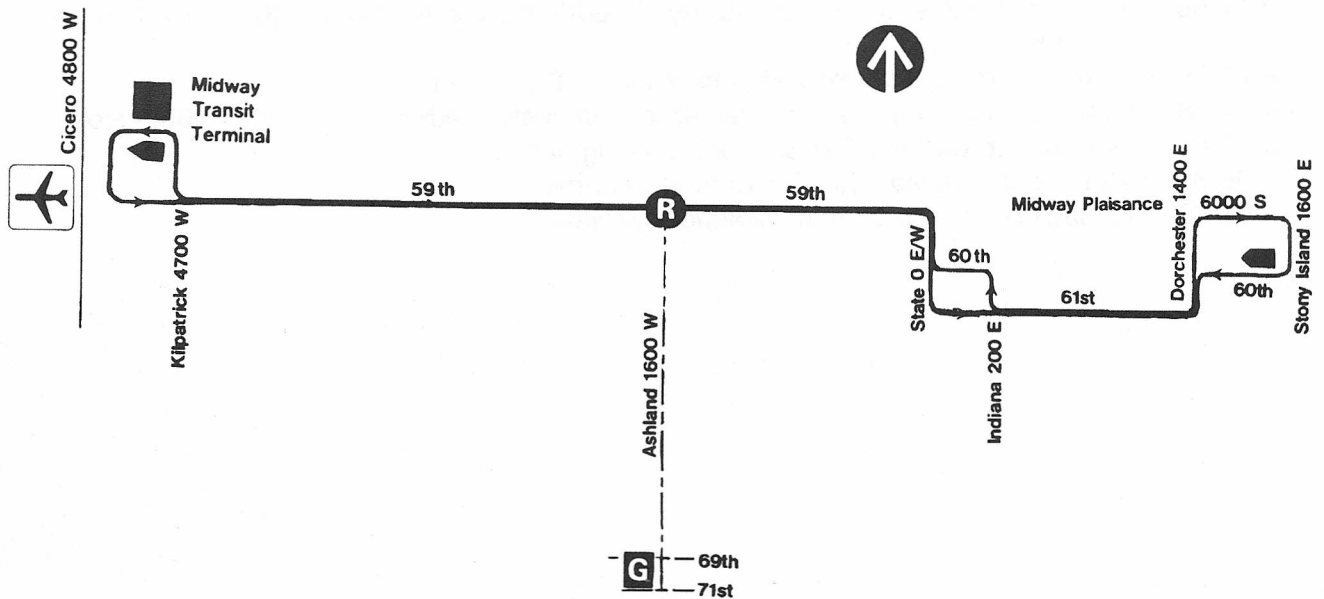 Cicero 4800 W
Midway
Transit
Terminal
Kilpatrick 4700 W
59th
R
59th
Ashland 1600 W
G
69th
71st
State 0 E/W
60th
Indiana 200 E
61st
Midway Plaisance
Dorchester 1400 E
6000 S
60th
Stony Island 1600 E